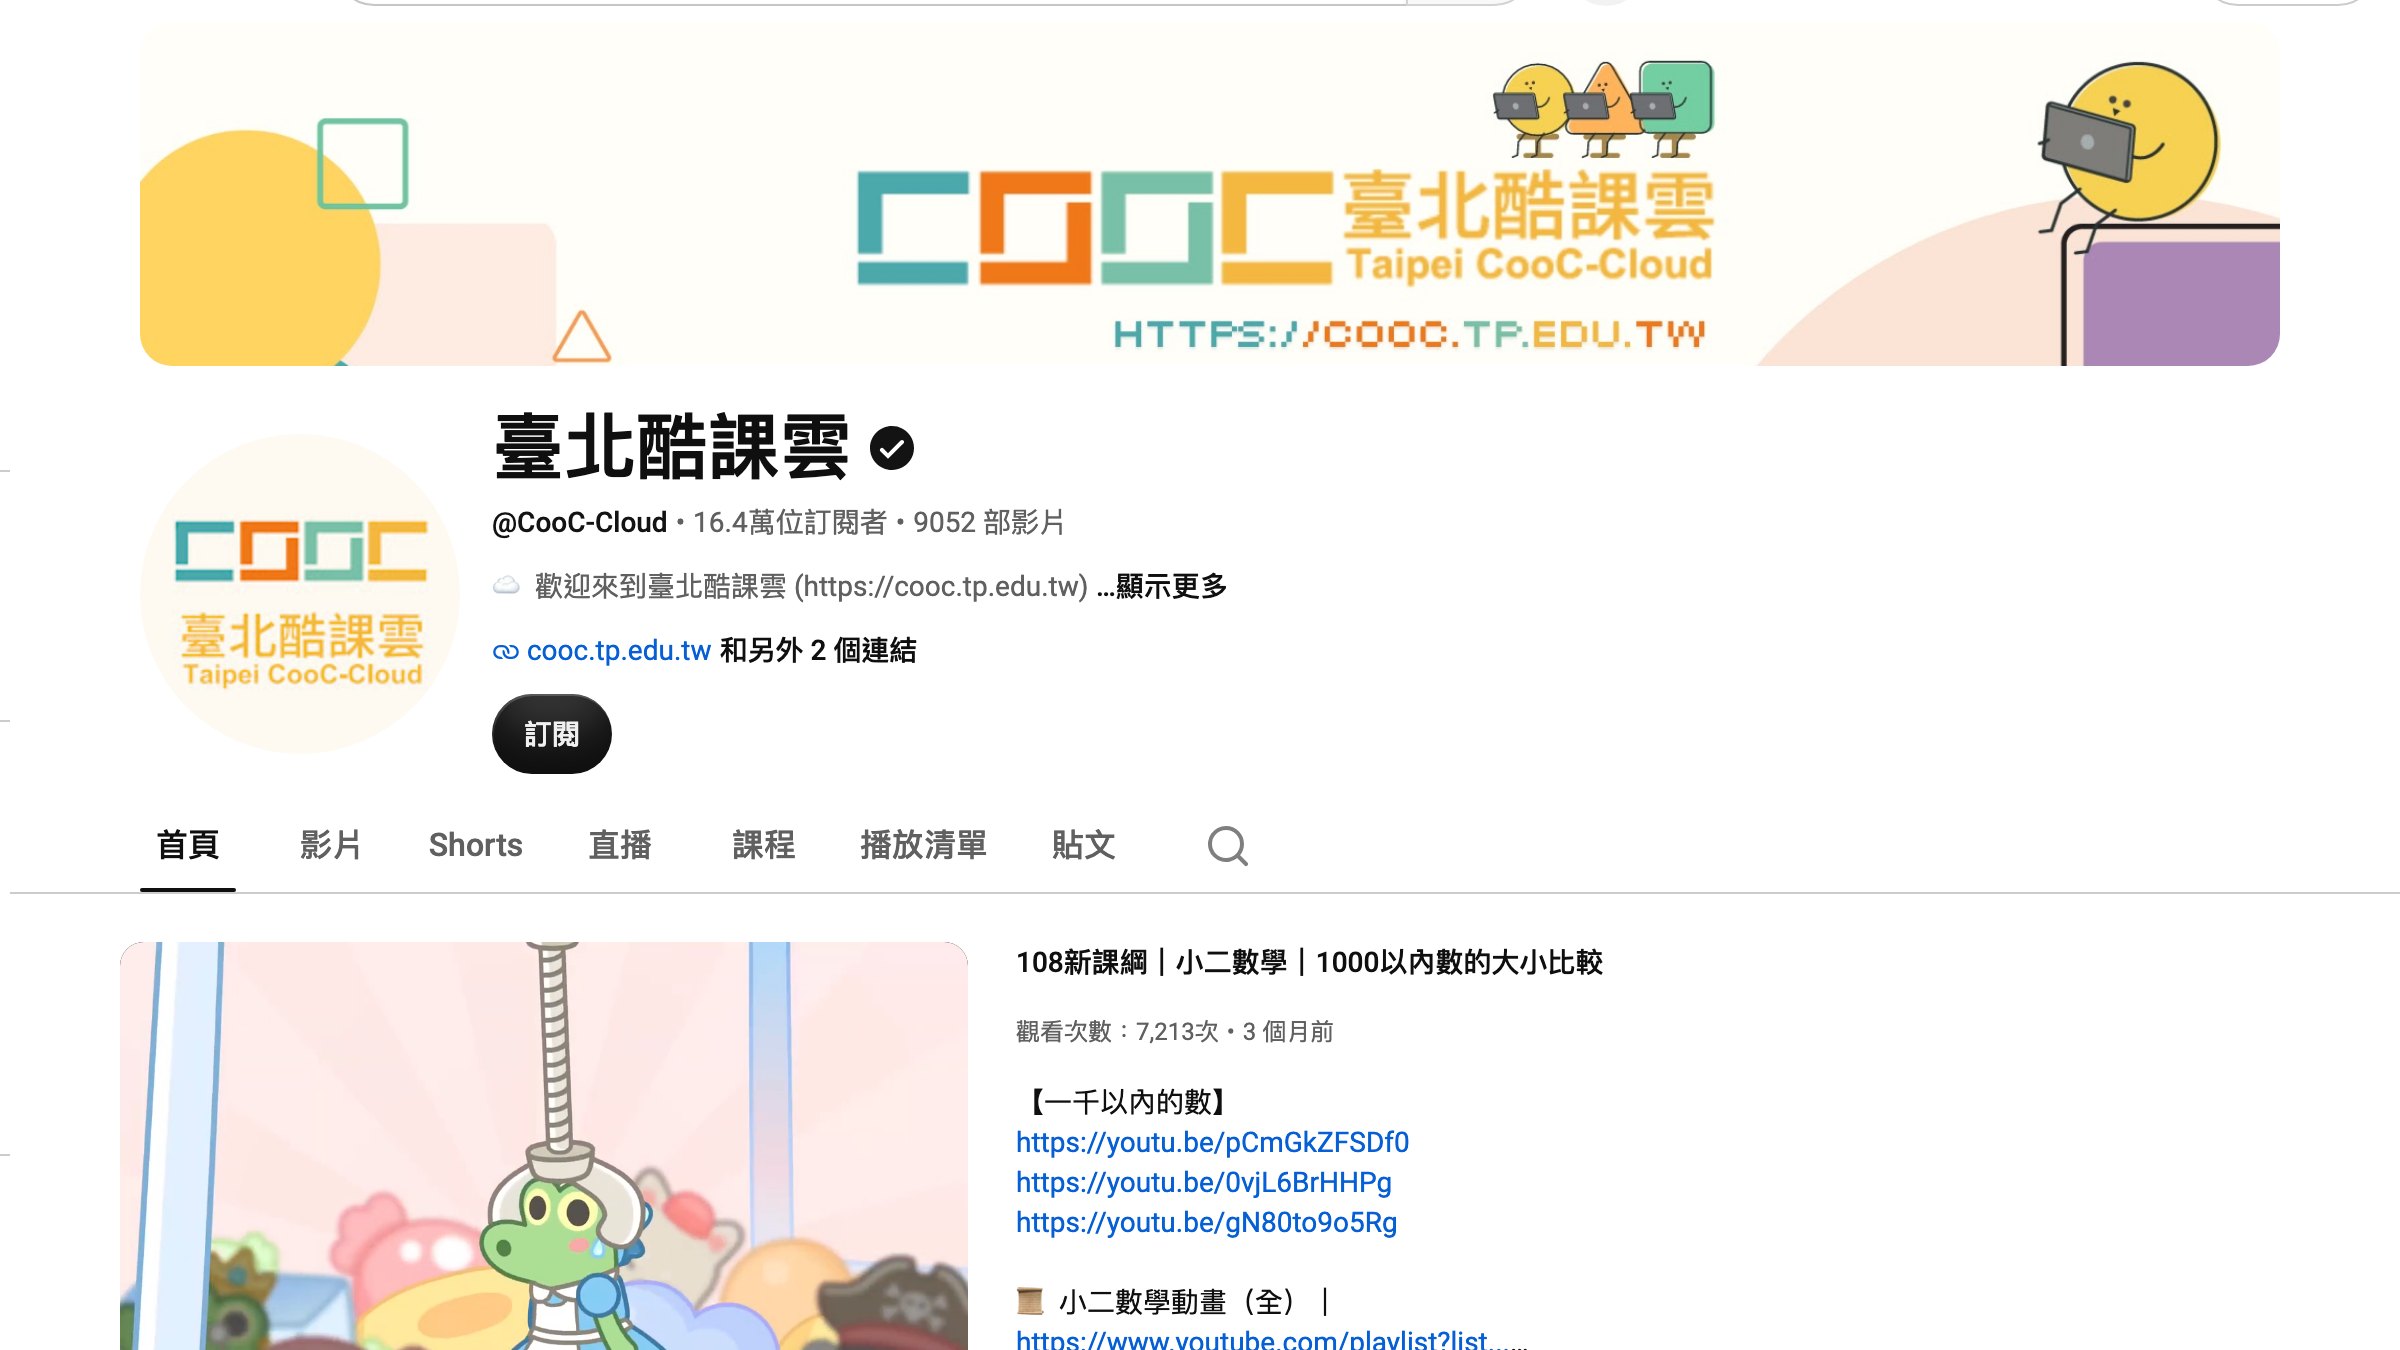 COOC 臺北酷課雲
Taipei CooC-Cloud
HTTPS://COOC.TP.EDU.TW
臺北酷課雲
@CooC-Cloud • 16.4萬位訂閱者 • 9052 部影片
歡迎來到臺北酷課雲 (https://cooc.tp.edu.tw) ...顯示更多
cooc.tp.edu.tw 和另外 2 個連結
訂閱
COOC
臺北酷課雲
Taipei CooC-Cloud
首頁 影片 Shorts 直播 課程 播放清單 貼文
108新課綱｜小二數學｜1000以內數的大小比較
觀看次數：7,213次 • 3 個月前
【一千以內的數】
https://youtu.be/pCmGkZFSDf0
https://youtu.be/0vjL6BrHHPg
https://youtu.be/gN80to9o5Rg
小二數學動畫（全）｜
https://www.youtube.com/playlist?list......